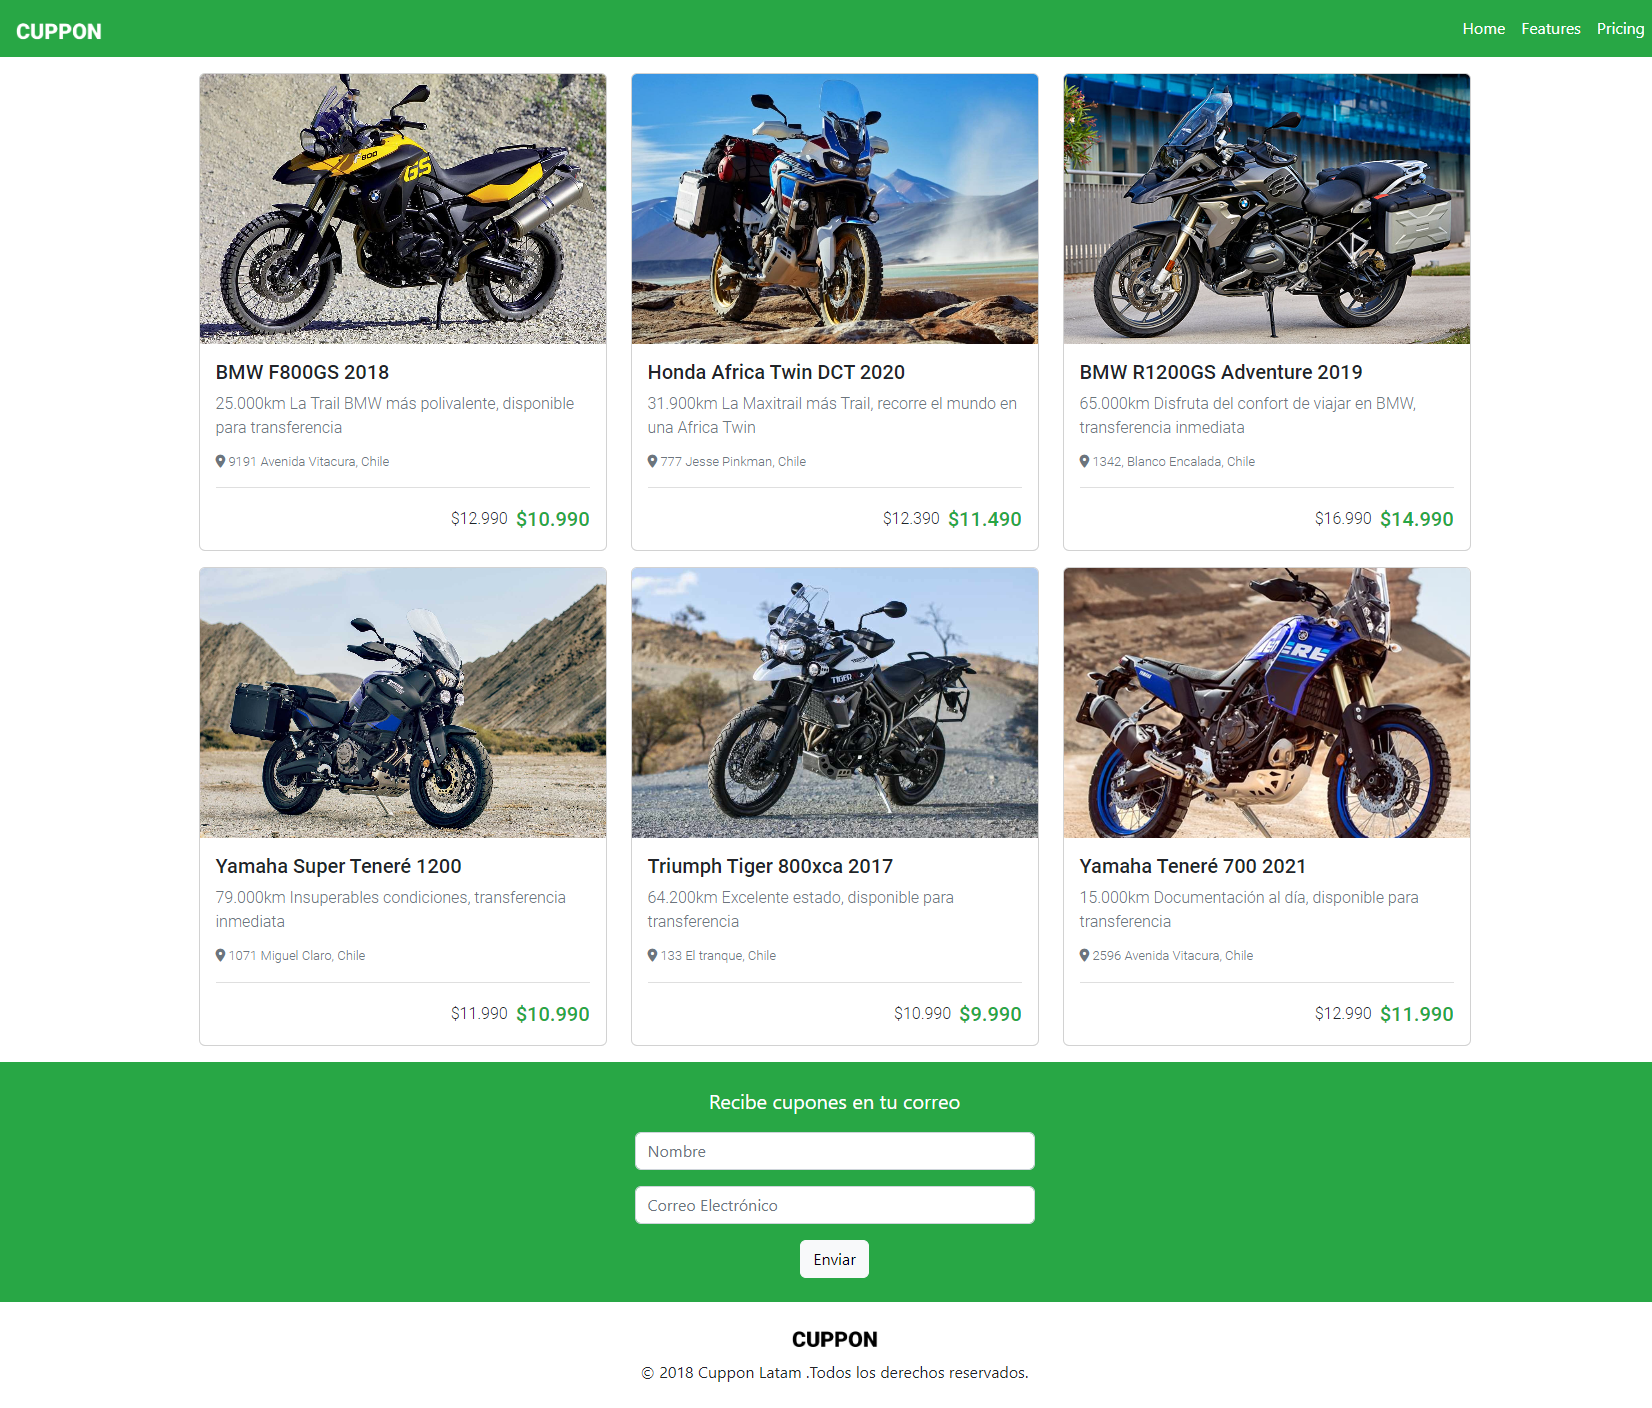 CUPPON
Home Features Pricing
800
GS
BMW F800GS 2018
25.000km La Trail BMW más polivalente, disponible
para transferencia
9191 Avenida Vitacura, Chile
$12.990 $10.990
Honda Africa Twin DCT 2020
31.900km La Maxitrail más Trail, recorre el mundo en
una Africa Twin
777 Jesse Pinkman, Chile
$12.390 $11.490
GS
BMW R1200GS Adventure 2019
65.000km Disfruta del confort de viajar en BMW,
transferencia inmediata
1342, Blanco Encalada, Chile
$16.990 $14.990
Yamaha Super Teneré 1200
79.000km Insuperables condiciones, transferencia
inmediata
1071 Miguel Claro, Chile
$11.990 $10.990
TIGER
Triumph Tiger 800xca 2017
64.200km Excelente estado, disponible para
transferencia
133 El tranque, Chile
$10.990 $9.990
YAMAHA
Yamaha Teneré 700 2021
15.000km Documentación al día, disponible para
transferencia
2596 Avenida Vitacura, Chile
$12.990 $11.990
Recibe cupones en tu correo
Nombre
Correo Electrónico
Enviar
CUPPON
© 2018 Cuppon Latam .Todos los derechos reservados.